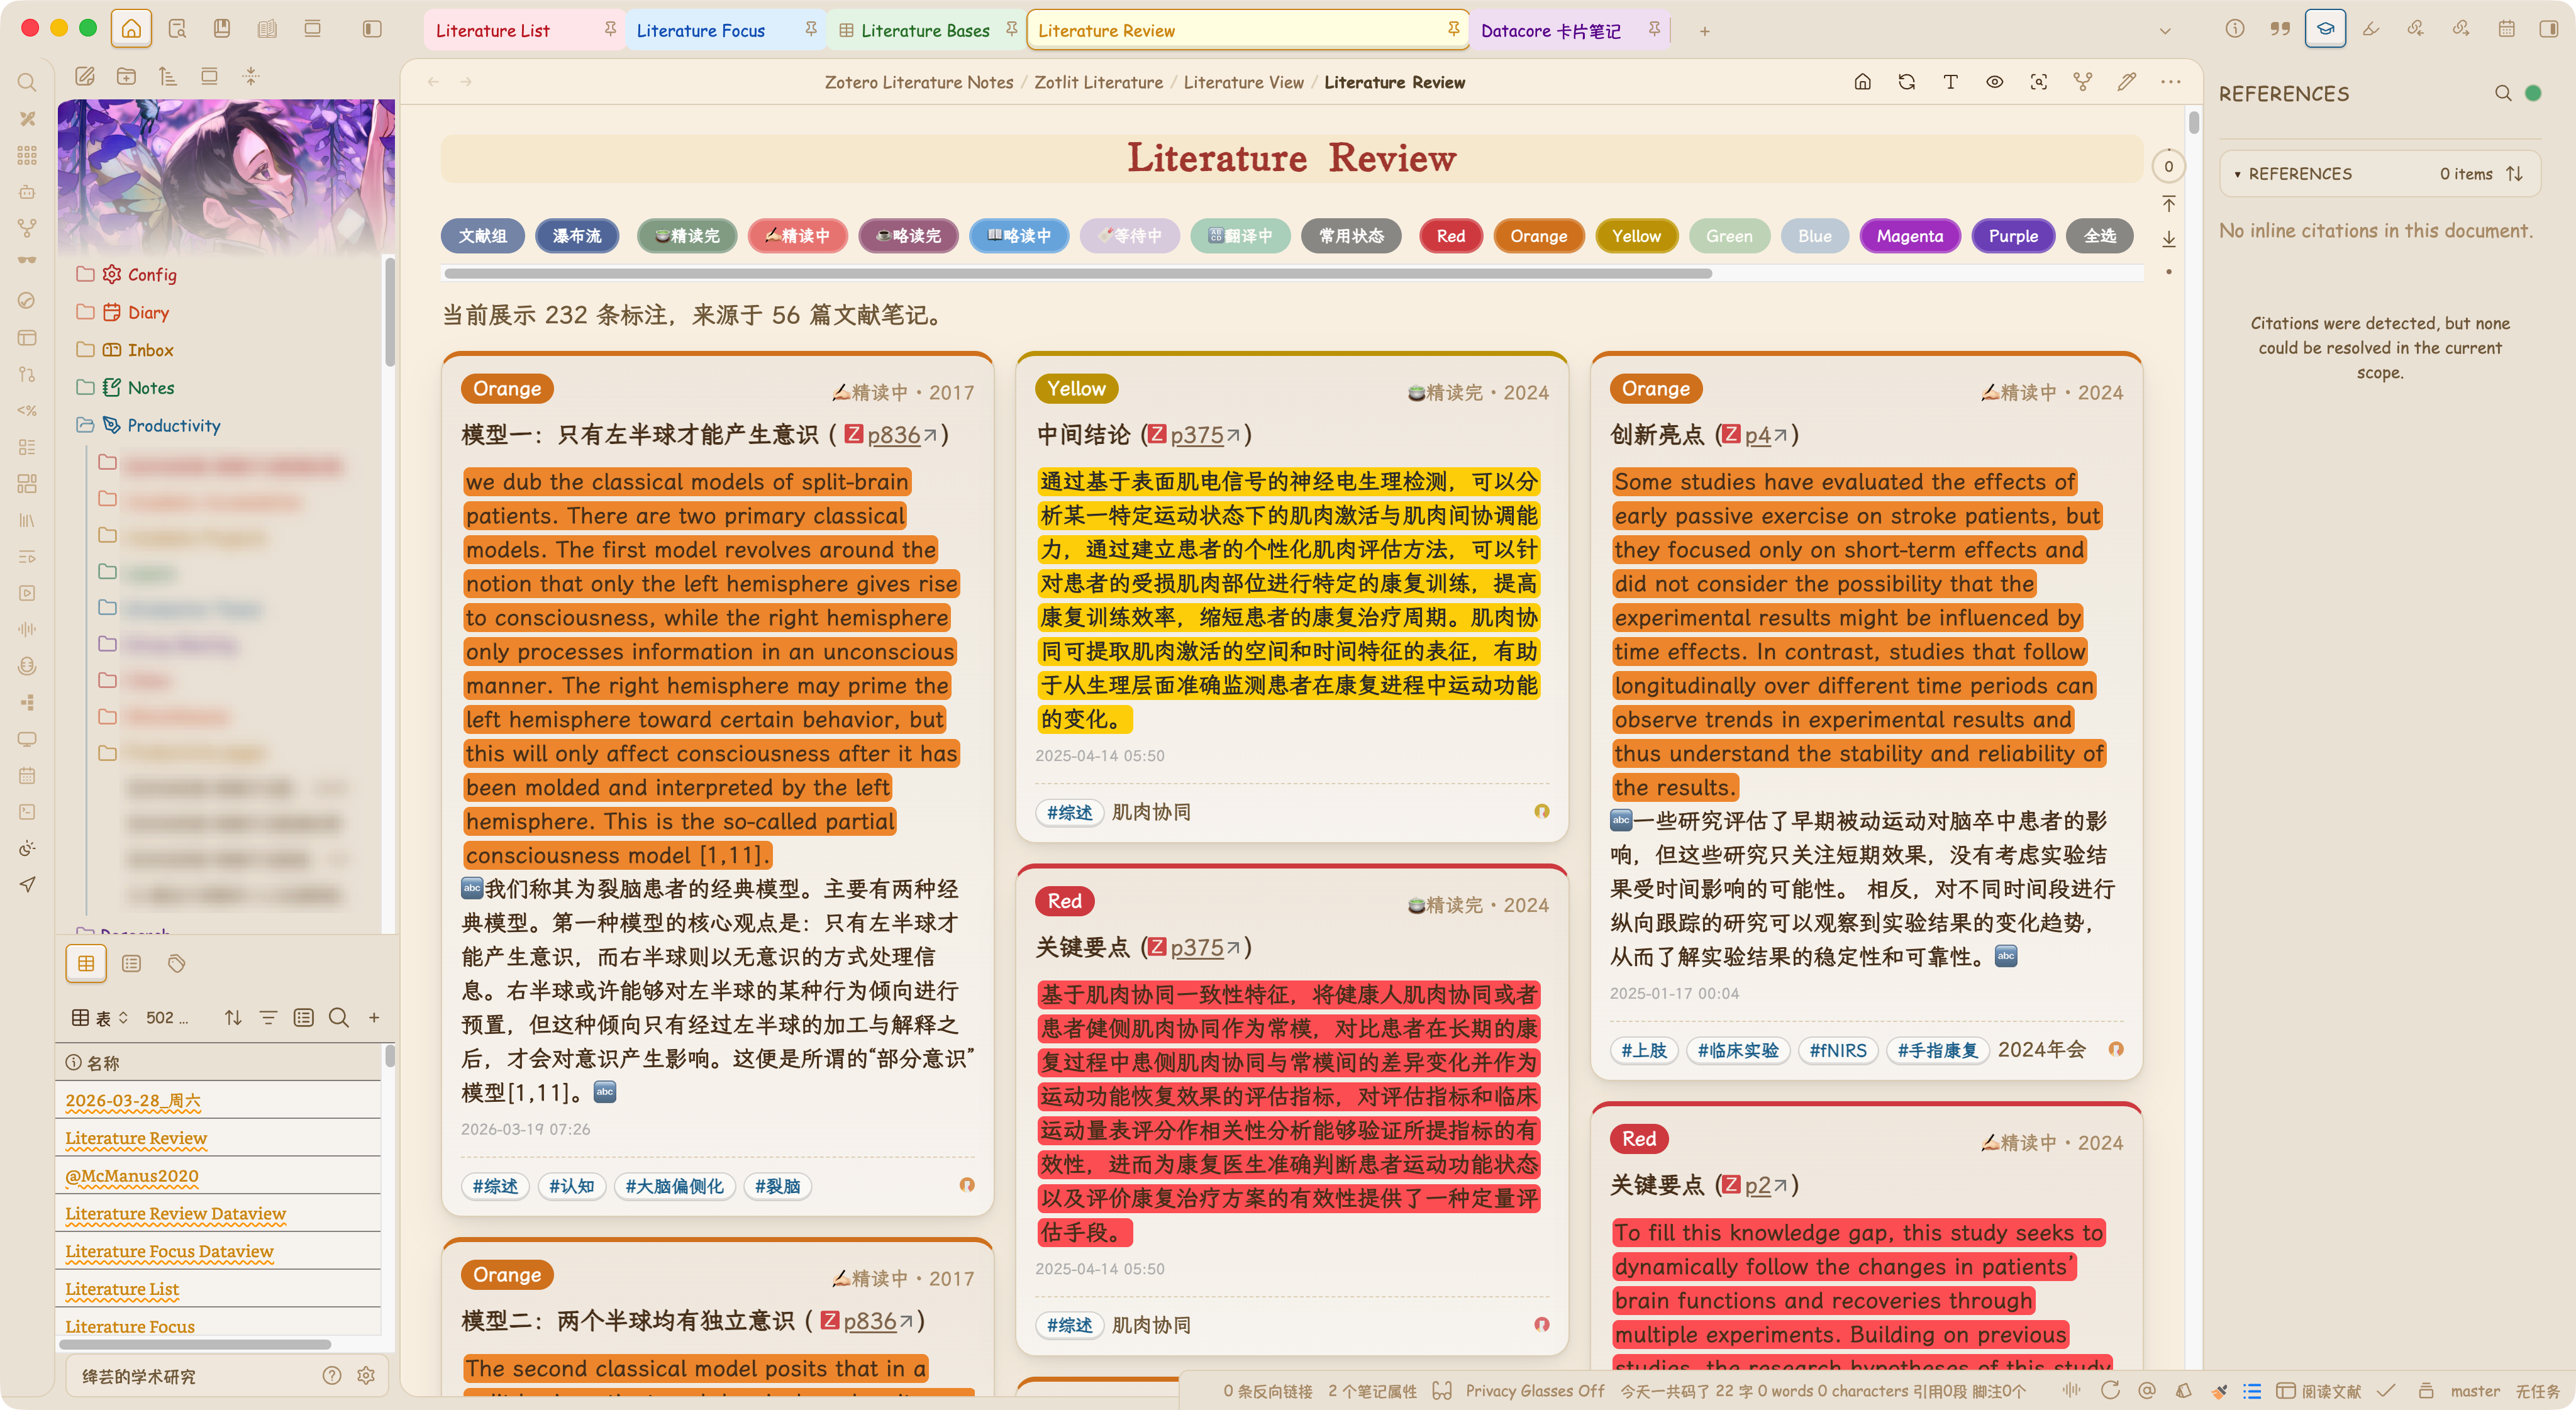 Literature List
Literature Focus
Literature Bases
Literature Review
Datacore 卡片笔记
Zotero Literature Notes / Zotlit Literature / Literature View / Literature Review
Config
Diary
Inbox
Notes
Productivity
表
502 ...
名称
2026-03-28_周六
Literature Review
@McManus2020
Literature Review Dataview
Literature Focus Dataview
Literature List
Literature Focus
绛芸的学术研究
Literature Review
0
文献组
瀑布流
🍵精读完
✍🏻精读中
☕略读完
📖略读中
等待中
🔠翻译中
常用状态
Red
Orange
Yellow
Green
Blue
Magenta
Purple
全选
当前展示 232 条标注，来源于 56 篇文献笔记。
Orange
✍🏻精读中・2017
模型一：只有左半球才能产生意识 ( Z p836 )
we dub the classical models of split-brain
patients. There are two primary classical
models. The first model revolves around the
notion that only the left hemisphere gives rise
to consciousness, while the right hemisphere
only processes information in an unconscious
manner. The right hemisphere may prime the
left hemisphere toward certain behavior, but
this will only affect consciousness after it has
been molded and interpreted by the left
hemisphere. This is the so-called partial
consciousness model [1,11].
🔤我们称其为裂脑患者的经典模型。主要有两种经
典模型。第一种模型的核心观点是：只有左半球才
能产生意识，而右半球则以无意识的方式处理信
息。右半球或许能够对左半球的某种行为倾向进行
预置，但这种倾向只有经过左半球的加工与解释之
后，才会对意识产生影响。这便是所谓的“部分意识”
模型[1,11]。🔤
2026-03-19 07:26
#综述
#认知
#大脑偏侧化
#裂脑
Orange
✍🏻精读中・2017
模型二：两个半球均有独立意识 ( Z p836 )
The second classical model posits that in a
Yellow
🍵精读完・2024
中间结论 (Z p375 )
通过基于表面肌电信号的神经电生理检测，可以分
析某一特定运动状态下的肌肉激活与肌肉间协调能
力，通过建立患者的个性化肌肉评估方法，可以针
对患者的受损肌肉部位进行特定的康复训练，提高
康复训练效率，缩短患者的康复治疗周期。肌肉协
同可提取肌肉激活的空间和时间特征的表征，有助
于从生理层面准确监测患者在康复进程中运动功能
的变化。
2025-04-14 05:50
#综述
肌肉协同
Red
🍵精读完・2024
关键要点 (Z p375 )
基于肌肉协同一致性特征，将健康人肌肉协同或者
患者健侧肌肉协同作为常模，对比患者在长期的康
复过程中患侧肌肉协同与常模间的差异变化并作为
运动功能恢复效果的评估指标，对评估指标和临床
运动量表评分作相关性分析能够验证所提指标的有
效性，进而为康复医生准确判断患者运动功能状态
以及评价康复治疗方案的有效性提供了一种定量评
估手段。
2025-04-14 05:50
#综述
肌肉协同
Orange
✍🏻精读中・2024
创新亮点 (Z p4 )
Some studies have evaluated the effects of
early passive exercise on stroke patients, but
they focused only on short-term effects and
did not consider the possibility that the
experimental results might be influenced by
time effects. In contrast, studies that follow
longitudinally over different time periods can
observe trends in experimental results and
thus understand the stability and reliability of
the results.
🔤一些研究评估了早期被动运动对脑卒中患者的影
响，但这些研究只关注短期效果，没有考虑实验结
果受时间影响的可能性。 相反，对不同时间段进行
纵向跟踪的研究可以观察到实验结果的变化趋势，
从而了解实验结果的稳定性和可靠性。🔤
2025-01-17 00:04
#上肢
#临床实验
#fNIRS
#手指康复
2024年会
Red
✍🏻精读中・2024
关键要点 (Z p2 )
To fill this knowledge gap, this study seeks to
dynamically follow the changes in patients’
brain functions and recoveries through
multiple experiments. Building on previous
studies, the research hypotheses of this study
REFERENCES
REFERENCES
0 items
No inline citations in this document.
Citations were detected, but none
could be resolved in the current
scope.
0 条反向链接
2 个笔记属性
Privacy Glasses Off
今天一共码了 22 字 0 words 0 characters 引用0段 脚注0个
阅读文献
master
无任务